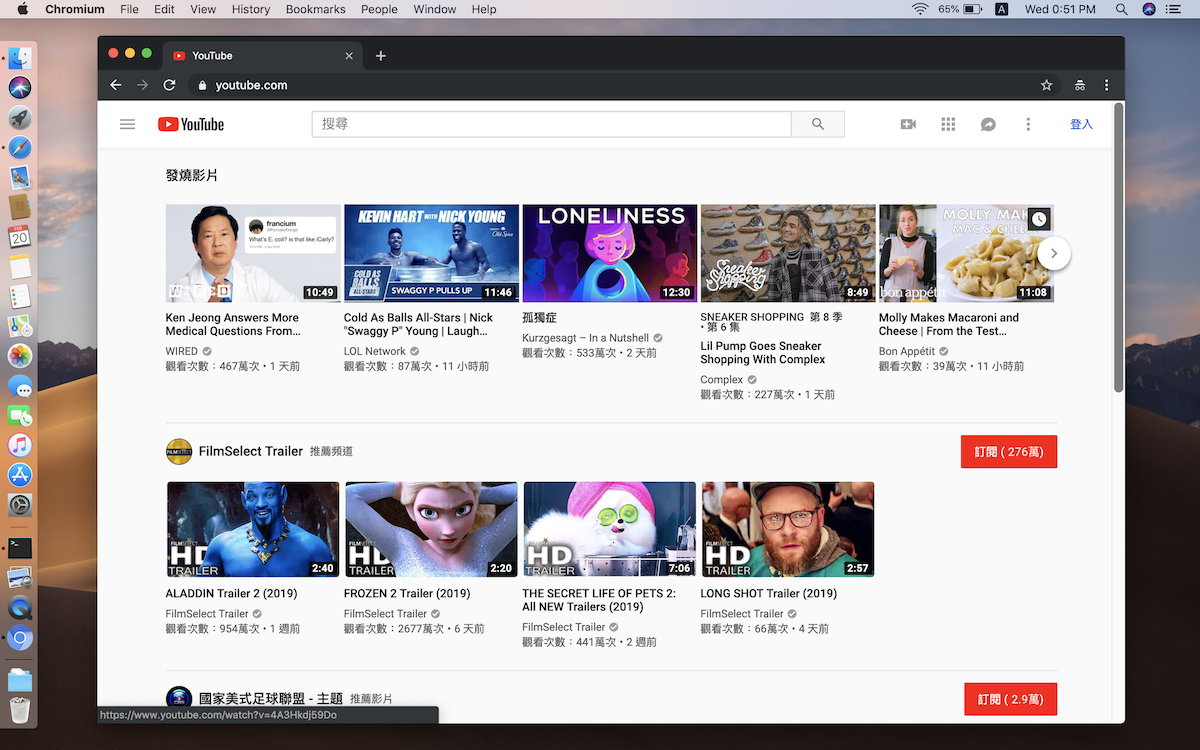 Chromium File Edit View History Bookmarks People Window Help 65% A Wed 0:51 PM
YouTube
youtube.com
YouTube 搜尋 登入
發燒影片
francium
What's E. coli? is that like iCarly?
WIRED
10:49
KEVIN HART WITH NICK YOUNG
Old Spice
COLD AS BALLS ALL-STARS
SWAGGY P PULLS UP
11:46
LONELINESS
12:30
Sneaker Shopping
8:49
MOLLY MAK
MAC & CHEE
bon appétit
11:08
Ken Jeong Answers More
Medical Questions From...
WIRED
觀看次數：467萬次 • 1 天前
Cold As Balls All-Stars | Nick
"Swaggy P" Young | Laugh...
LOL Network
觀看次數：87萬次 • 11 小時前
孤獨症
Kurzgesagt – In a Nutshell
觀看次數：533萬次 • 2 天前
SNEAKER SHOPPING 第 8 季
• 第 6 集
Lil Pump Goes Sneaker
Shopping With Complex
Complex
觀看次數：227萬次 • 1 天前
Molly Makes Macaroni and
Cheese | From the Test...
Bon Appétit
觀看次數：39萬次 • 11 小時前
FILMSELECT
FilmSelect Trailer 推薦頻道
訂閱 ( 276萬)
FILMSELECT
HD
TRAILER
2:40
FILMSELECT
HD
TRAILER
2:20
FILMSELECT
HD
TRAILER
7:06
FILMSELECT
HD
TRAILER
2:57
ALADDIN Trailer 2 (2019)
FilmSelect Trailer
觀看次數：954萬次 • 1 週前
FROZEN 2 Trailer (2019)
FilmSelect Trailer
觀看次數：2677萬次 • 6 天前
THE SECRET LIFE OF PETS 2:
All NEW Trailers (2019)
FilmSelect Trailer
觀看次數：441萬次 • 2 週前
LONG SHOT Trailer (2019)
FilmSelect Trailer
觀看次數：66萬次 • 4 天前
國家美式足球聯盟 - 主題 推薦影片
訂閱 ( 2.9萬)
https://www.youtube.com/watch?v=4A3Hkdj59Do
FEB
20